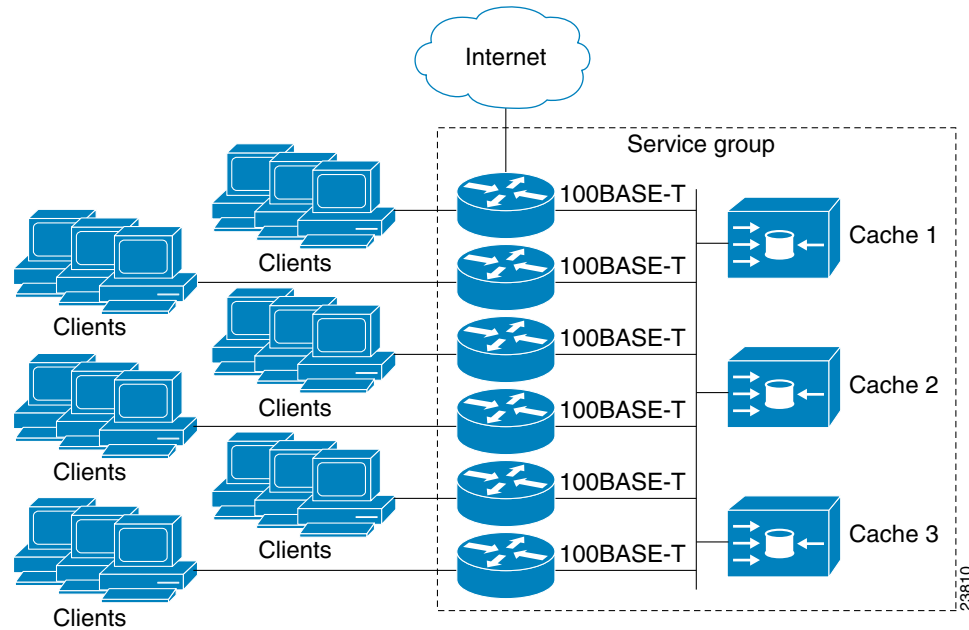 Internet
Service group
100BASE-T
Cache 1
Clients
100BASE-T
Clients
100BASE-T
Cache 2
Clients
100BASE-T
Clients
100BASE-T
Cache 3
Clients
100BASE-T
Clients
23810